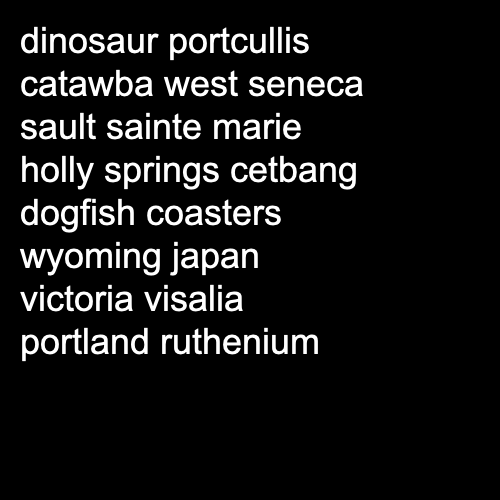 dinosaur portcullis
catawba west seneca
sault sainte marie
holly springs cetbang
dogfish coasters
wyoming japan
victoria visalia
portland ruthenium